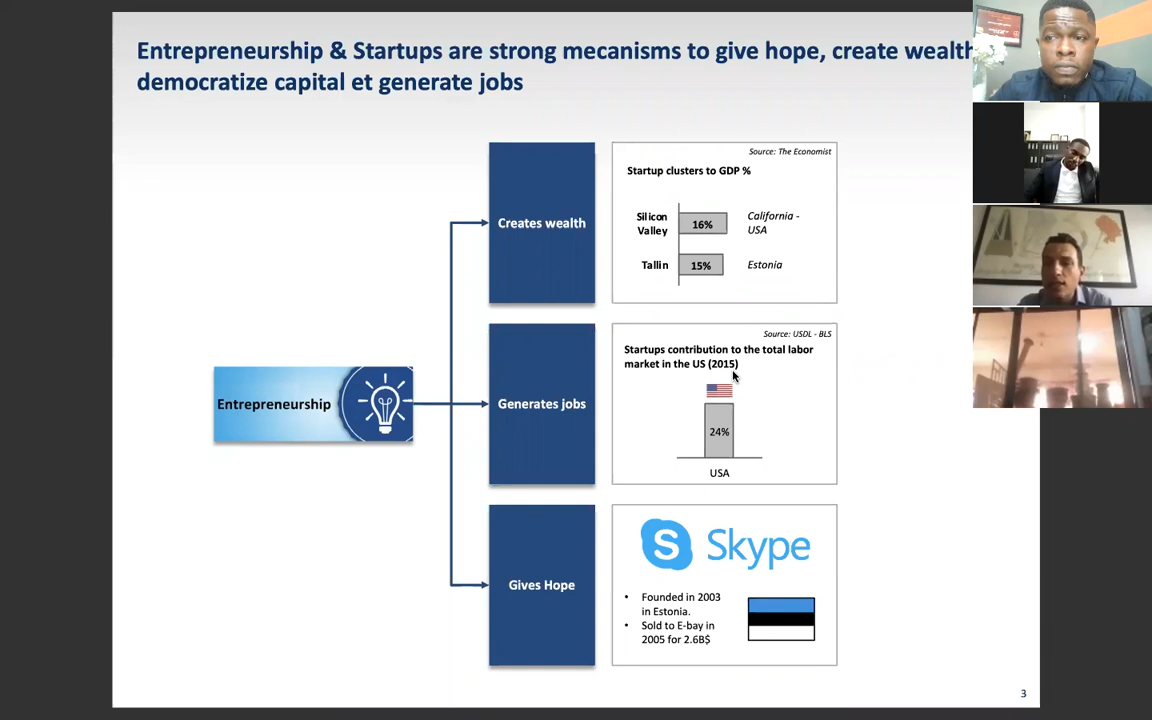 Entrepreneurship & Startups are strong mecanisms to give hope, create wealth
democratize capital et generate jobs
Entrepreneurship
Creates wealth
Source: The Economist
Startup clusters to GDP %
Silicon
Valley
16%
California -
USA
Tallin
15%
Estonia
Generates jobs
Source: USDL - BLS
Startups contribution to the total labor
market in the US (2015)
24%
USA
Gives Hope
S Skype
• Founded in 2003
in Estonia.
• Sold to E-bay in
2005 for 2.6B$
3